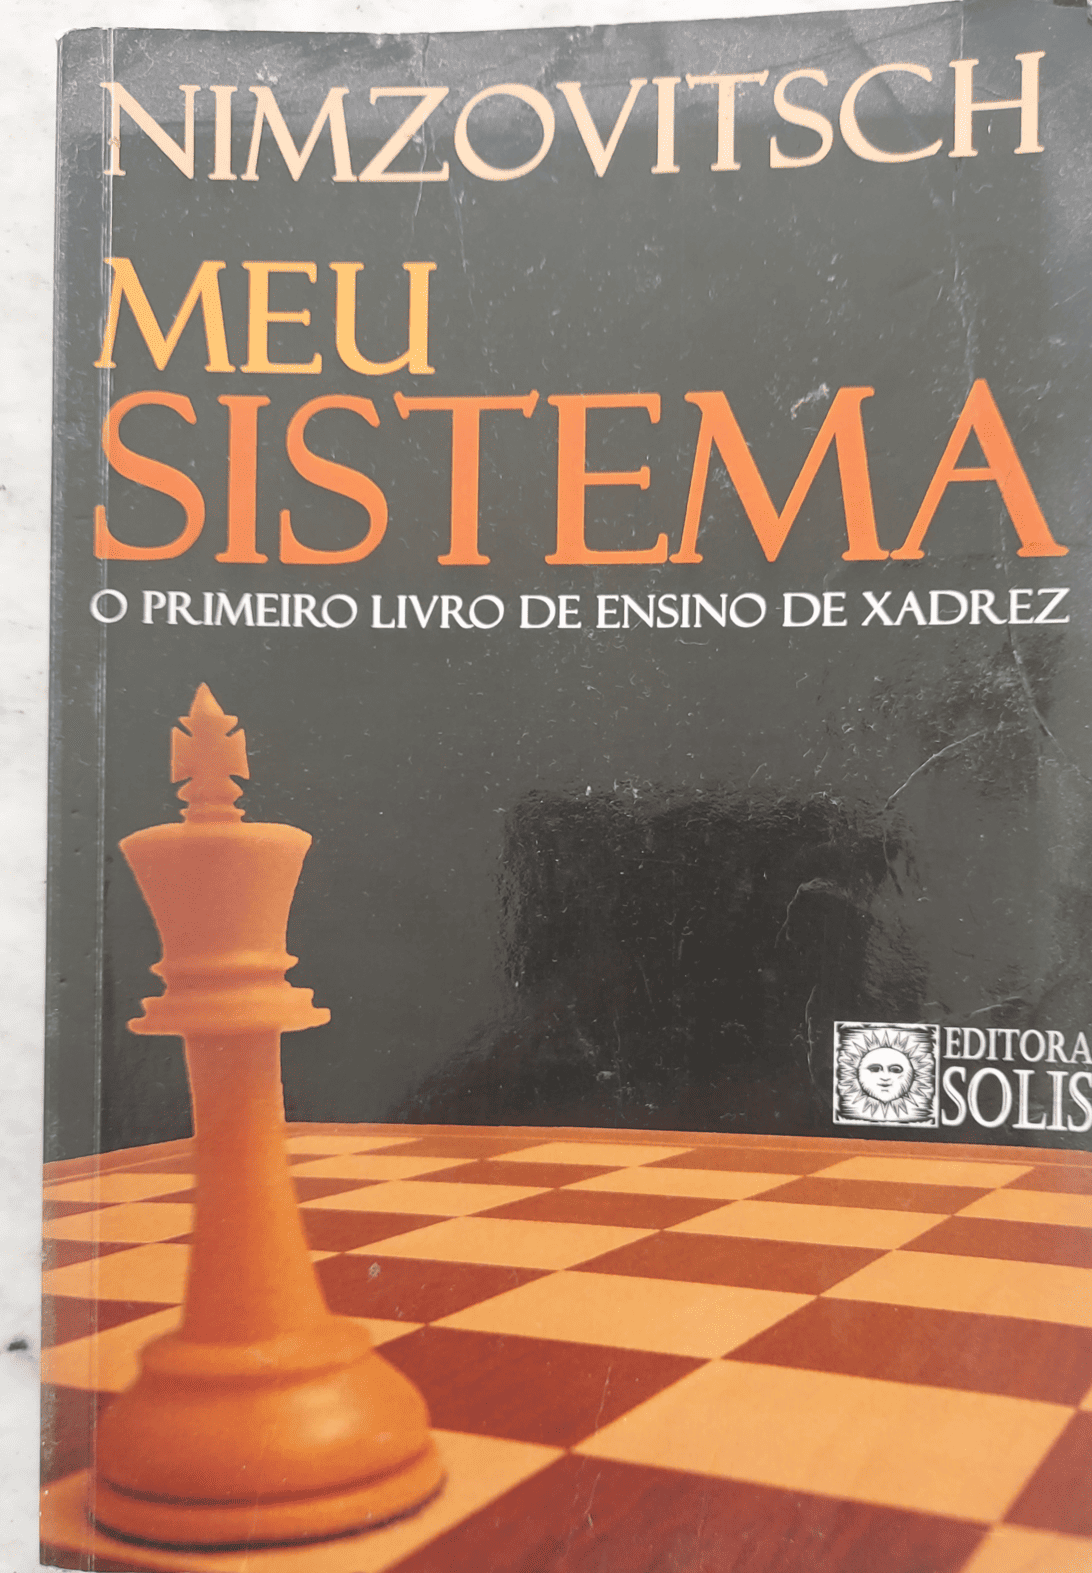 NIMZOVITSCH
MEU
SISTEMA
O PRIMEIRO LIVRO DE ENSINO DE XADREZ
EDITORA
SOLIS